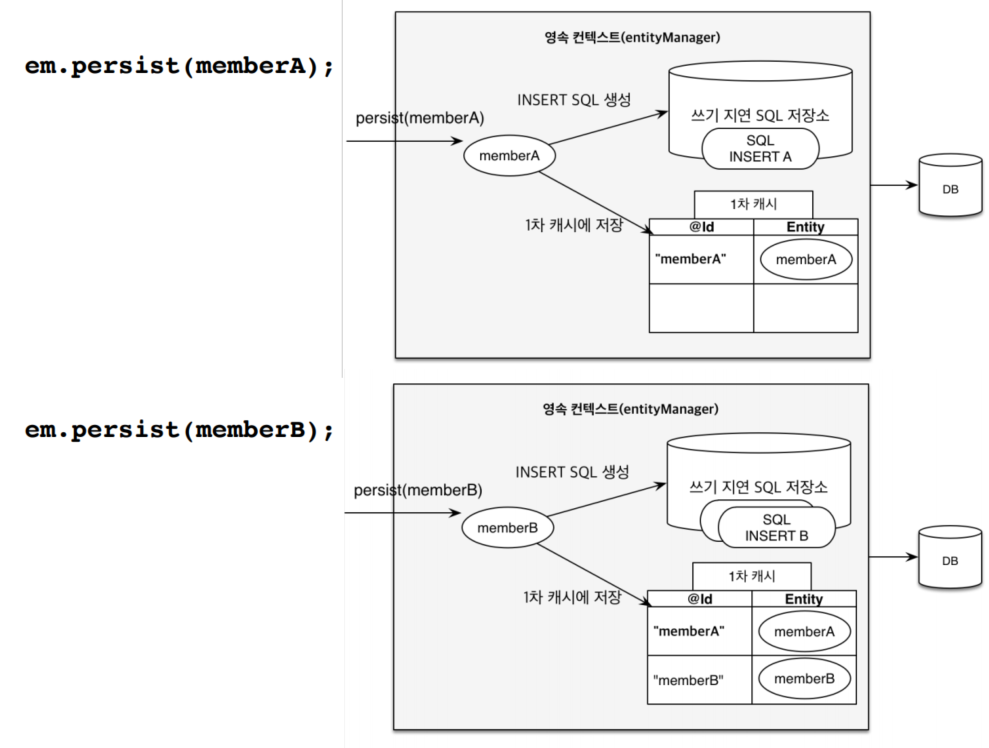 em.persist(memberA);
영속 컨텍스트(entityManager)
persist(memberA)
INSERT SQL 생성
memberA
쓰기 지연 SQL 저장소
SQL
INSERT A
DB
1차 캐시에 저장
1차 캐시
@Id Entity
"memberA" memberA
em.persist(memberB);
영속 컨텍스트(entityManager)
persist(memberB)
INSERT SQL 생성
memberB
쓰기 지연 SQL 저장소
SQL
INSERT B
DB
1차 캐시에 저장
1차 캐시
@Id Entity
"memberA" memberA
"memberB" memberB